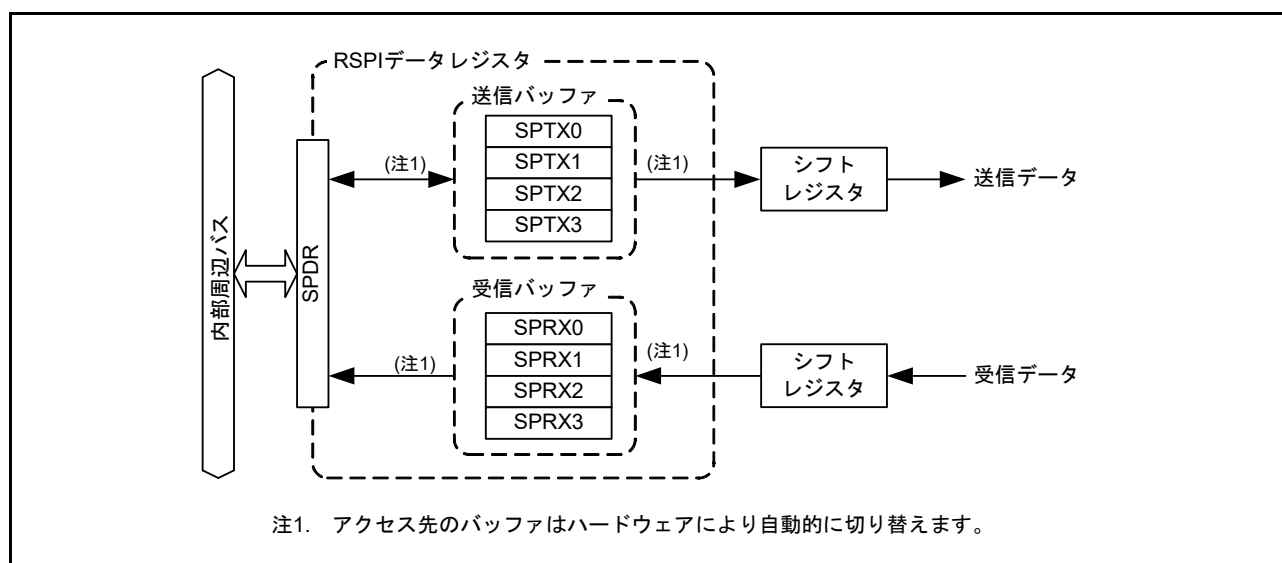 RSPIデータレジスタ
送信バッファ
SPTX0
SPTX1
SPTX2
SPTX3
(注1)
(注1)
シフト
レジスタ
送信データ
内部周辺バス
SPDR
受信バッファ
SPRX0
SPRX1
SPRX2
SPRX3
(注1)
(注1)
シフト
レジスタ
受信データ
注1. アクセス先のバッファはハードウェアにより自動的に切り替えます。